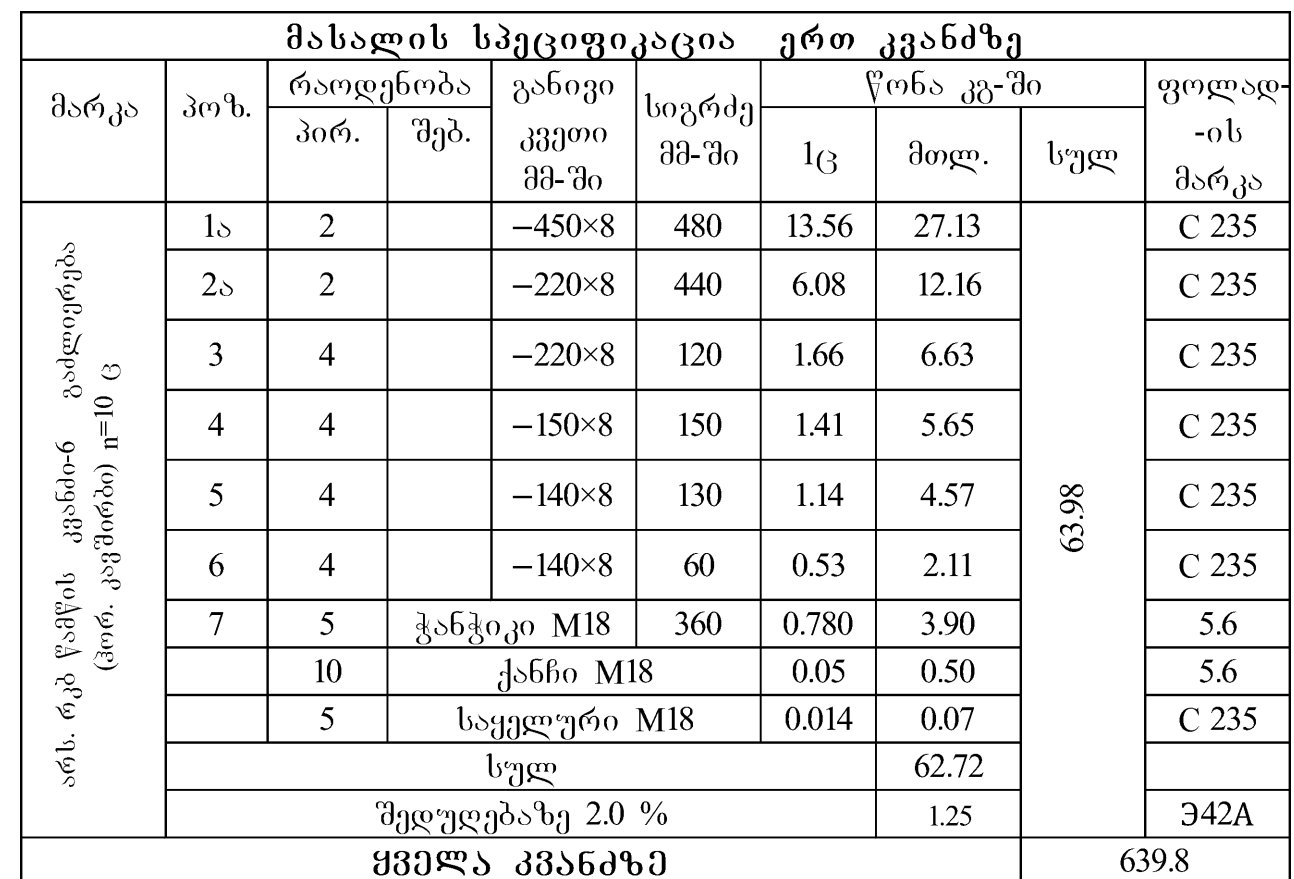 მასალის სპეციფიკაცია ერთ კვანძზე
მარკა პოზ. რაოდენობა განივი კვეთი მმ-ში სიგრძე მმ-ში წონა კგ-ში ფოლად-
-ის მარკა
პირ. შებ. 1ც მთლ. სულ
არს. რკბ წამწის კვანძი-6 გაძლიერება
(ჰორ. კავშირბი) n=10 ც
1ა 2 –450×8 480 13.56 27.13 C 235
2ა 2 –220×8 440 6.08 12.16 C 235
3 4 –220×8 120 1.66 6.63 C 235
4 4 –150×8 150 1.41 5.65 C 235
5 4 –140×8 130 1.14 4.57 C 235
6 4 –140×8 60 0.53 2.11 C 235
63.98
7 5 ჭანჭიკი M18 360 0.780 3.90 5.6
10 ქანჩი M18 0.05 0.50 5.6
5 საყელური M18 0.014 0.07 C 235
სულ 62.72
შედუღებაზე 2.0 % 1.25 Э42А
ყველა კვანძზე 639.8